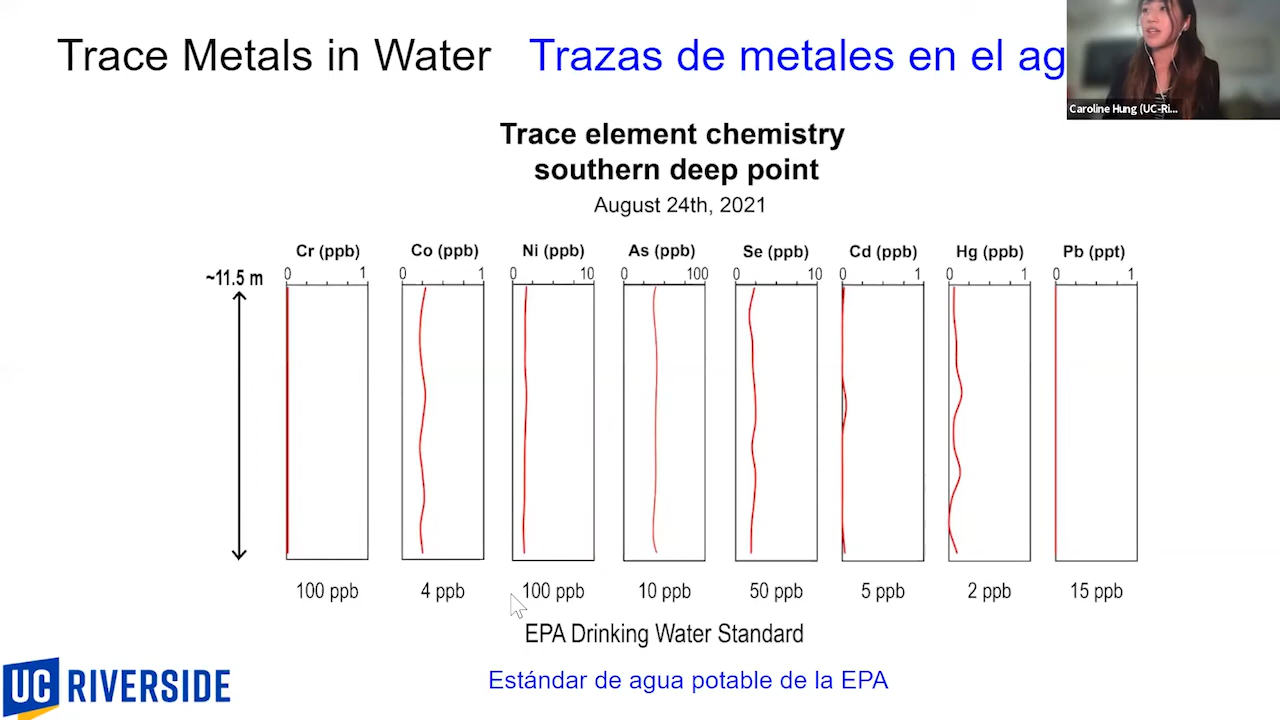 Trace Metals in Water Trazas de metales en el ag
Caroline Hung (UC-Ri...
Trace element chemistry
southern deep point
August 24th, 2021
Cr (ppb) Co (ppb) Ni (ppb) As (ppb) Se (ppb) Cd (ppb) Hg (ppb) Pb (ppt)
~11.5 m 0 1 0 1 0 10 0 100 0 10 0 1 0 1 0 1
100 ppb 4 ppb 100 ppb 10 ppb 50 ppb 5 ppb 2 ppb 15 ppb
EPA Drinking Water Standard
Estándar de agua potable de la EPA
UC RIVERSIDE